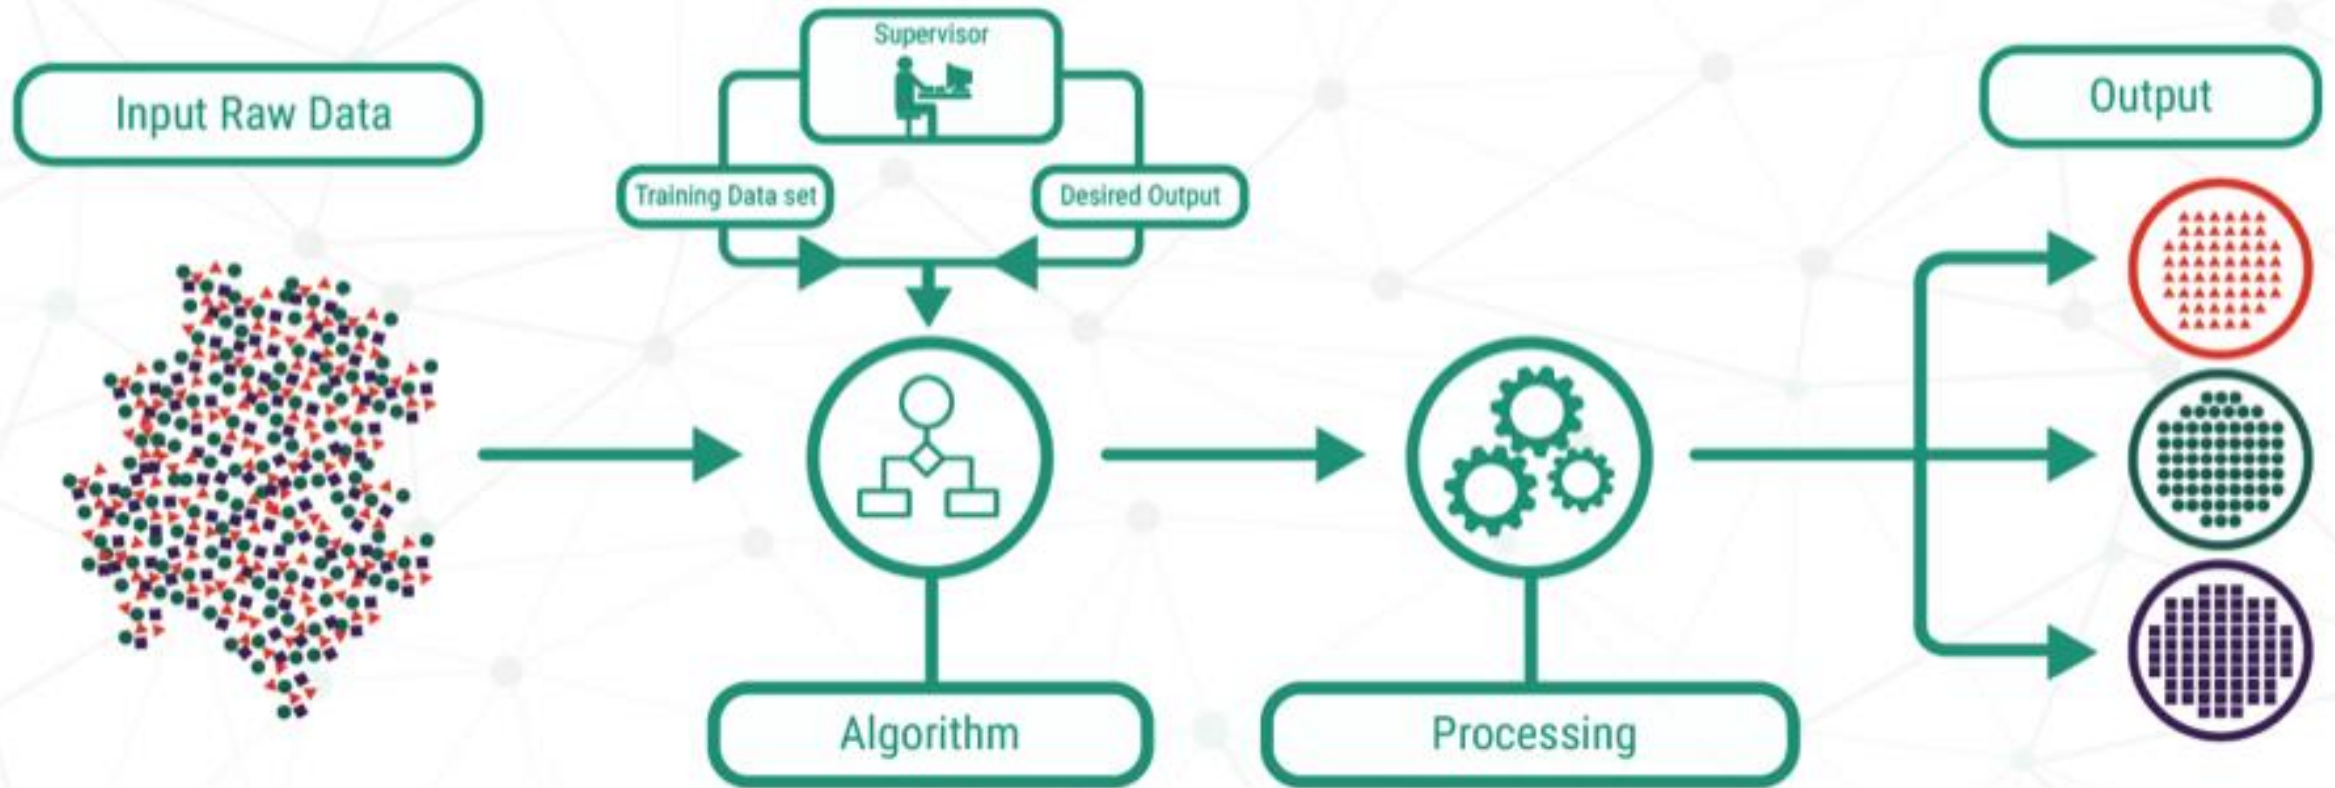 Input Raw Data
Supervisor
Training Data set
Desired Output
Algorithm
Processing
Output